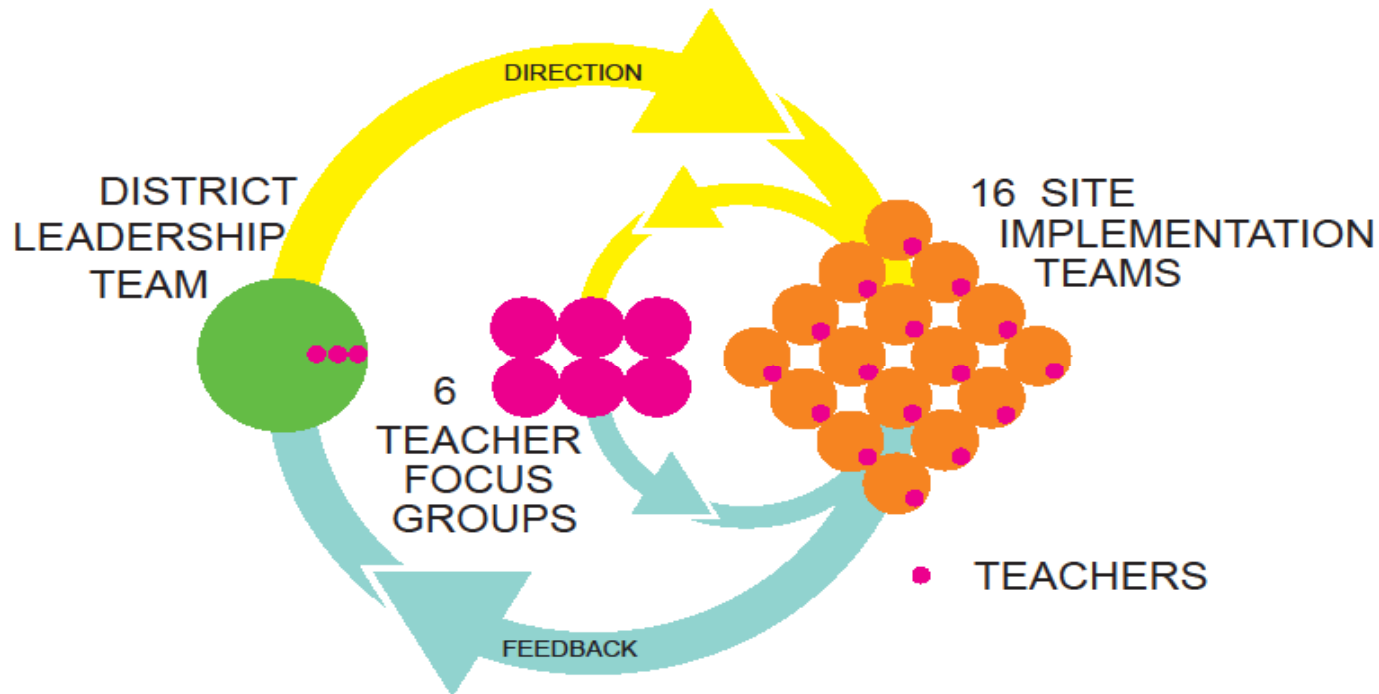 DIRECTION
DISTRICT
LEADERSHIP
TEAM
16 SITE
IMPLEMENTATION
TEAMS
6
TEACHER
FOCUS
GROUPS
TEACHERS
FEEDBACK